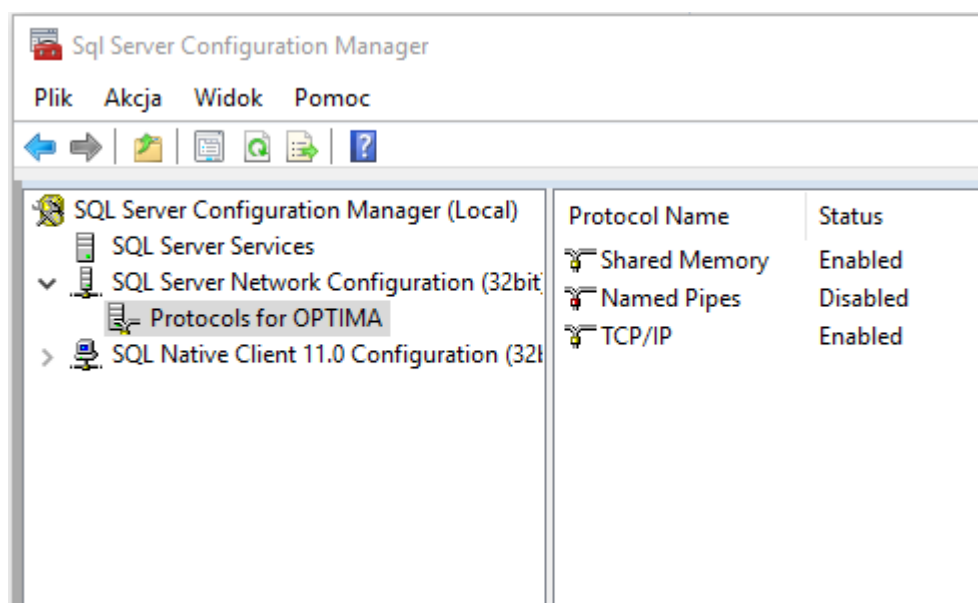 Sql Server Configuration Manager
Plik Akcja Widok Pomoc
SQL Server Configuration Manager (Local)
SQL Server Services
SQL Server Network Configuration (32bit
Protocols for OPTIMA
SQL Native Client 11.0 Configuration (32b
Protocol Name Status
Shared Memory Enabled
Named Pipes Disabled
TCP/IP Enabled